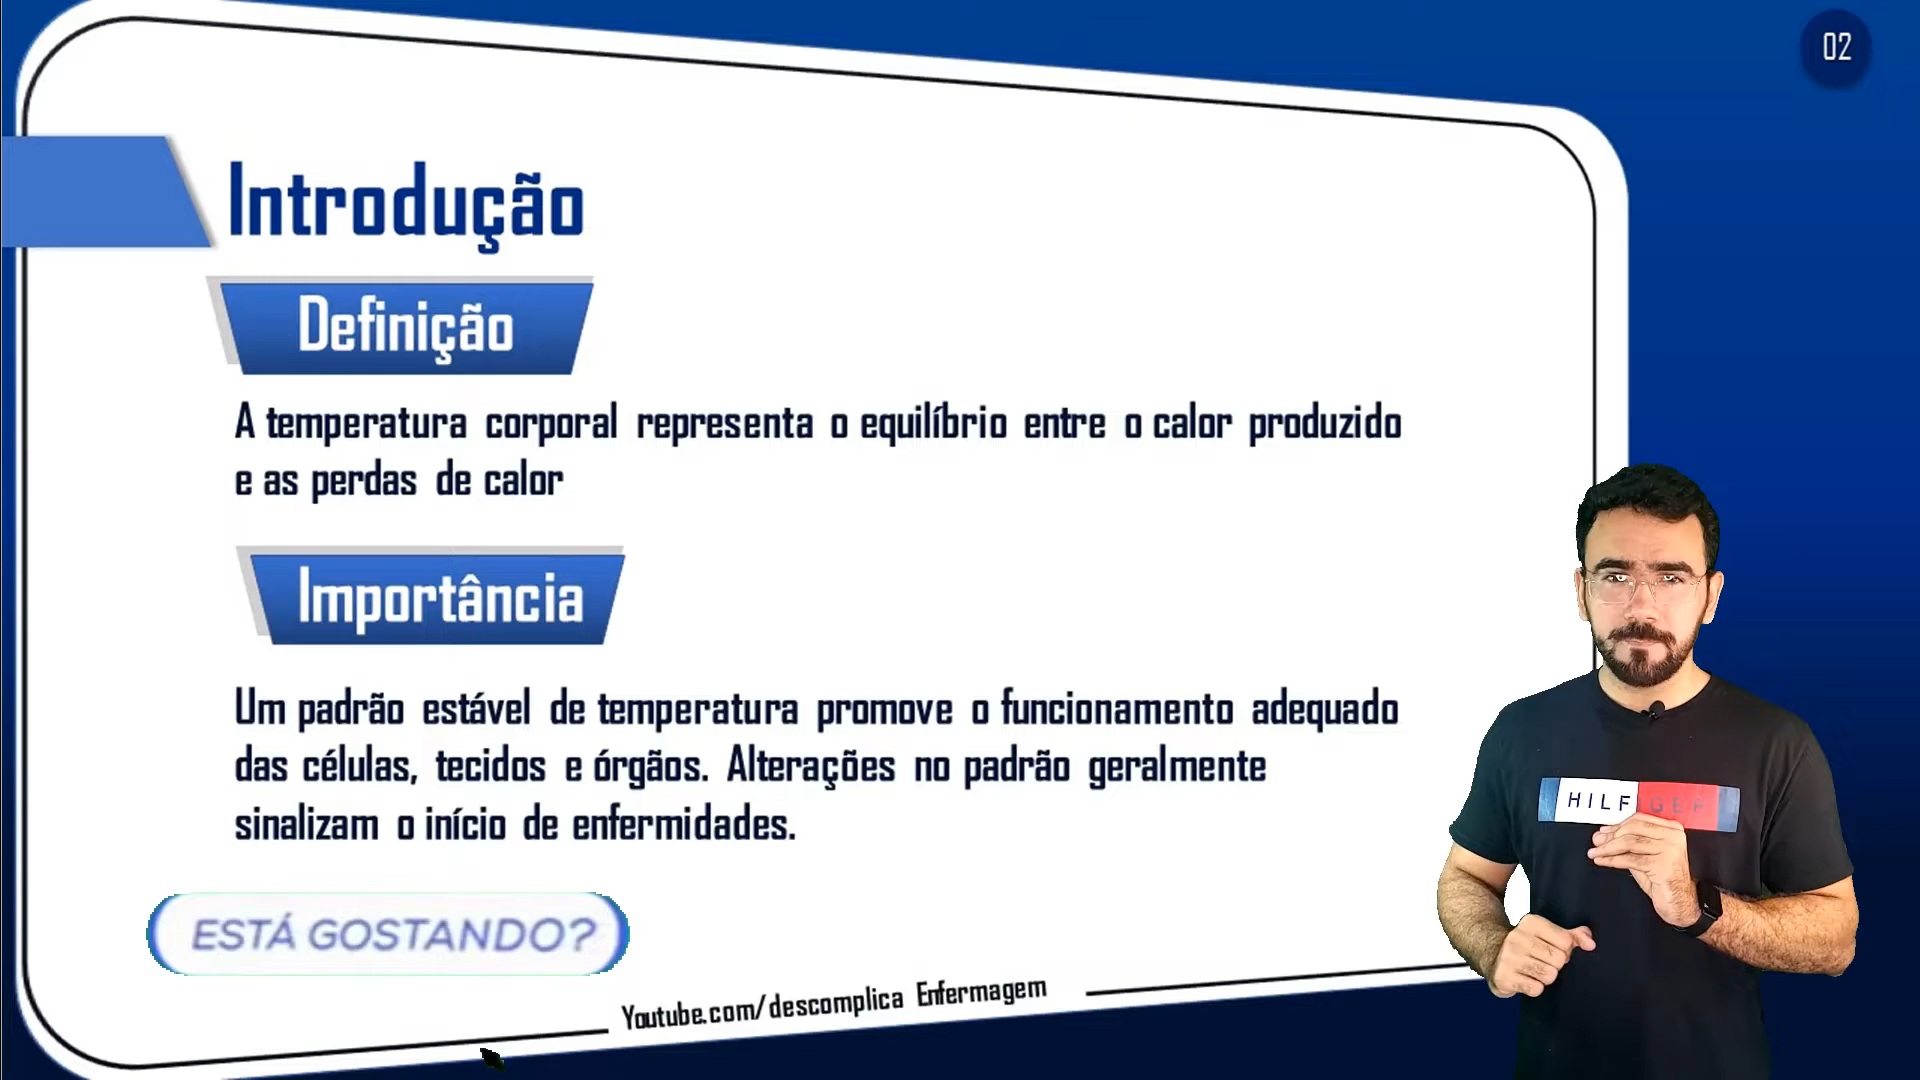 02
Introdução
Definição
A temperatura corporal representa o equilíbrio entre o calor produzido
e as perdas de calor
Importância
Um padrão estável de temperatura promove o funcionamento adequado
das células, tecidos e órgãos. Alterações no padrão geralmente
sinalizam o início de enfermidades.
HILFIGER
ESTÁ GOSTANDO?
Youtube.com/descomplica Enfermagem